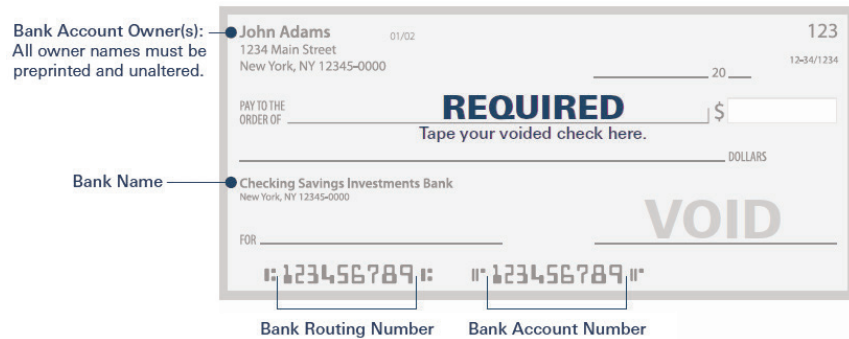 Bank Account Owner(s):
All owner names must be
preprinted and unaltered.
John Adams 01/02 123
1234 Main Street
New York, NY 12345-0000 12-34/1234
20
PAY TO THE
ORDER OF REQUIRED $
Tape your voided check here.
DOLLARS
Bank Name
Checking Savings Investments Bank
New York, NY 12345-0000
VOID
FOR
⑆123456789⑆ ⑈123456789⑈
Bank Routing Number Bank Account Number